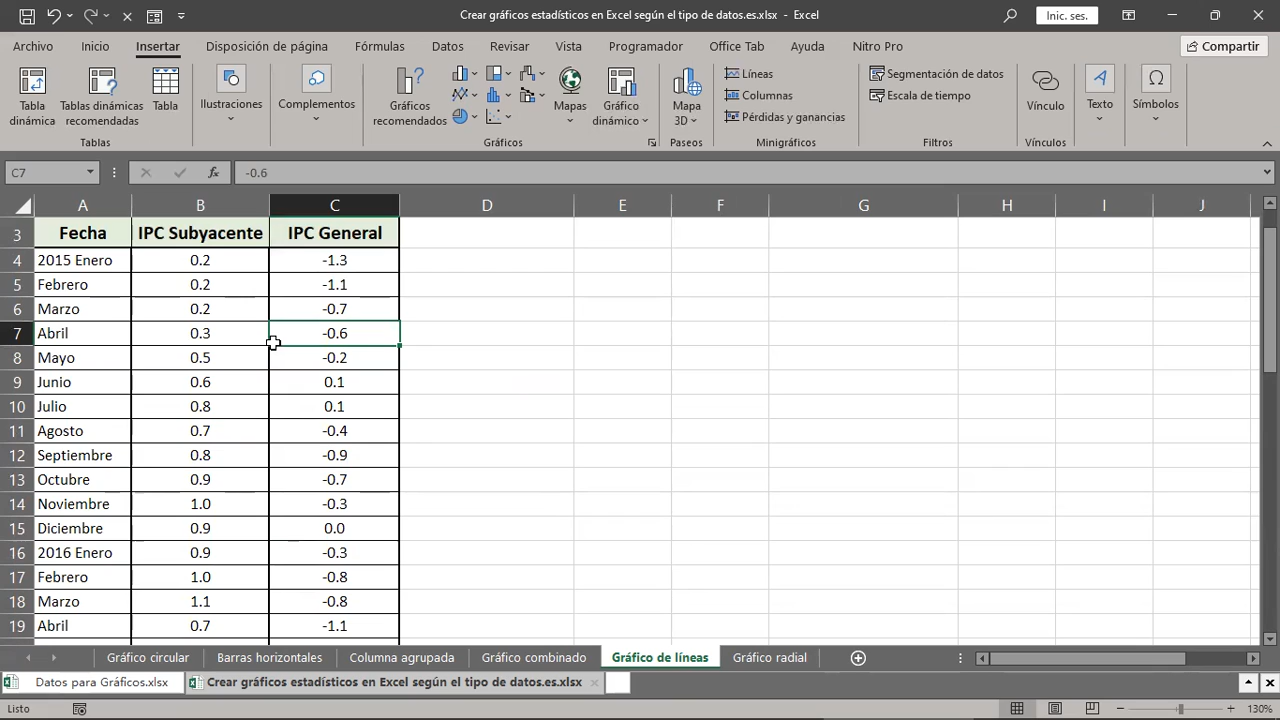 Crear gráficos estadísticos en Excel según el tipo de datos.es.xlsx - Excel
Inic. ses.
Archivo Inicio Insertar Disposición de página Fórmulas Datos Revisar Vista Programador Office Tab Ayuda Nitro Pro Compartir
Tabla dinámica
Tablas dinámicas recomendadas
Tabla
Tablas
Ilustraciones
Complementos
Gráficos recomendados
Mapas
Gráfico dinámico
Gráficos
Mapa 3D
Paseos
Líneas
Columnas
Pérdidas y ganancias
Minigráficos
Segmentación de datos
Escala de tiempo
Filtros
Vínculo
Vínculos
Texto
Símbolos
C7 fx -0.6
A B C D E F G H I J
3 Fecha IPC Subyacente IPC General
4 2015 Enero 0.2 -1.3
5 Febrero 0.2 -1.1
6 Marzo 0.2 -0.7
7 Abril 0.3 -0.6
8 Mayo 0.5 -0.2
9 Junio 0.6 0.1
10 Julio 0.8 0.1
11 Agosto 0.7 -0.4
12 Septiembre 0.8 -0.9
13 Octubre 0.9 -0.7
14 Noviembre 1.0 -0.3
15 Diciembre 0.9 0.0
16 2016 Enero 0.9 -0.3
17 Febrero 1.0 -0.8
18 Marzo 1.1 -0.8
19 Abril 0.7 -1.1
Gráfico circular Barras horizontales Columna agrupada Gráfico combinado Gráfico de líneas Gráfico radial
Datos para Gráficos.xlsx Crear gráficos estadísticos en Excel según el tipo de datos.es.xlsx
Listo 130%